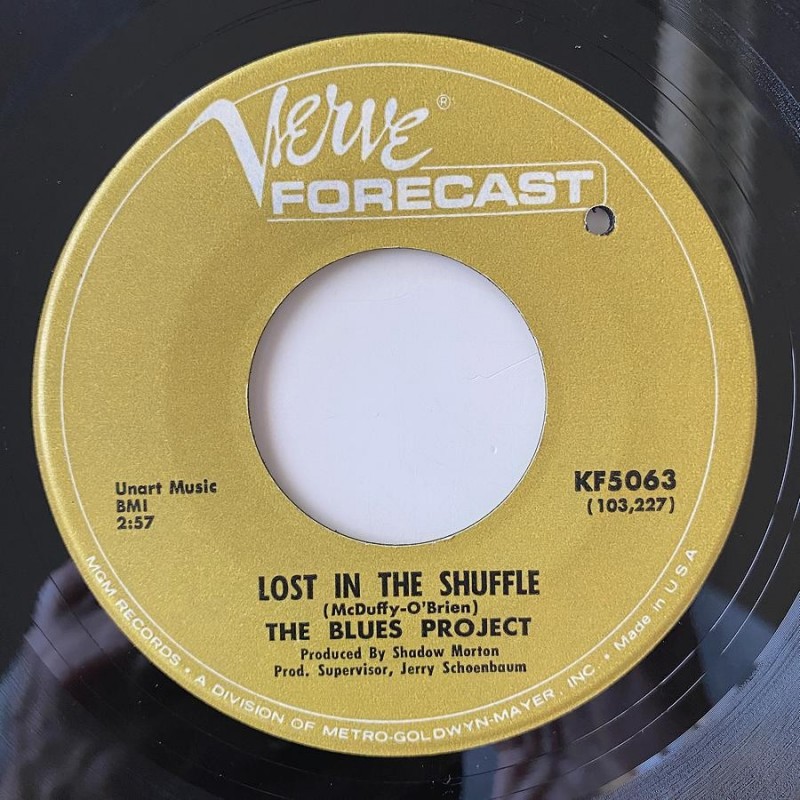 Verve ®
FORECAST
Unart Music
BMI
2:57
KF5063
(103,227)
LOST IN THE SHUFFLE
(McDuffy-O'Brien)
THE BLUES PROJECT
Produced By Shadow Morton
Prod. Supervisor, Jerry Schoenbaum
MGM RECORDS • A DIVISION OF METRO-GOLDWYN-MAYER, INC. • Made in U S A